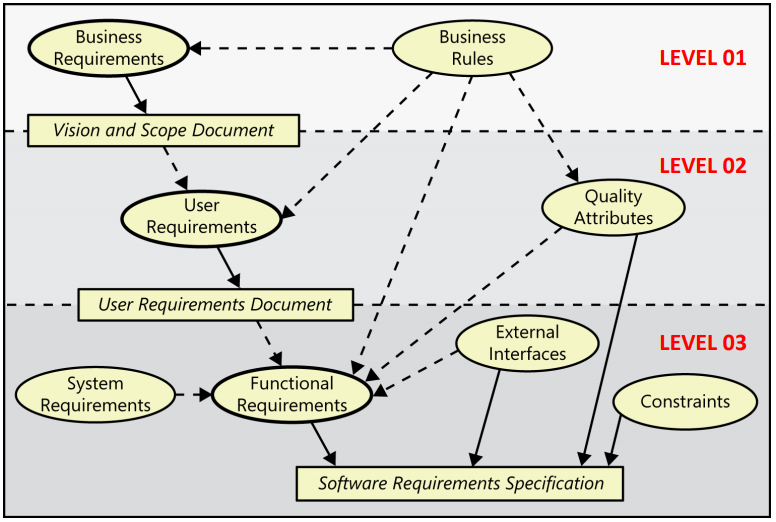 Business
Requirements
Business
Rules
LEVEL 01
Vision and Scope Document
LEVEL 02
User
Requirements
Quality
Attributes
User Requirements Document
External
Interfaces
LEVEL 03
System
Requirements
Functional
Requirements
Constraints
Software Requirements Specification